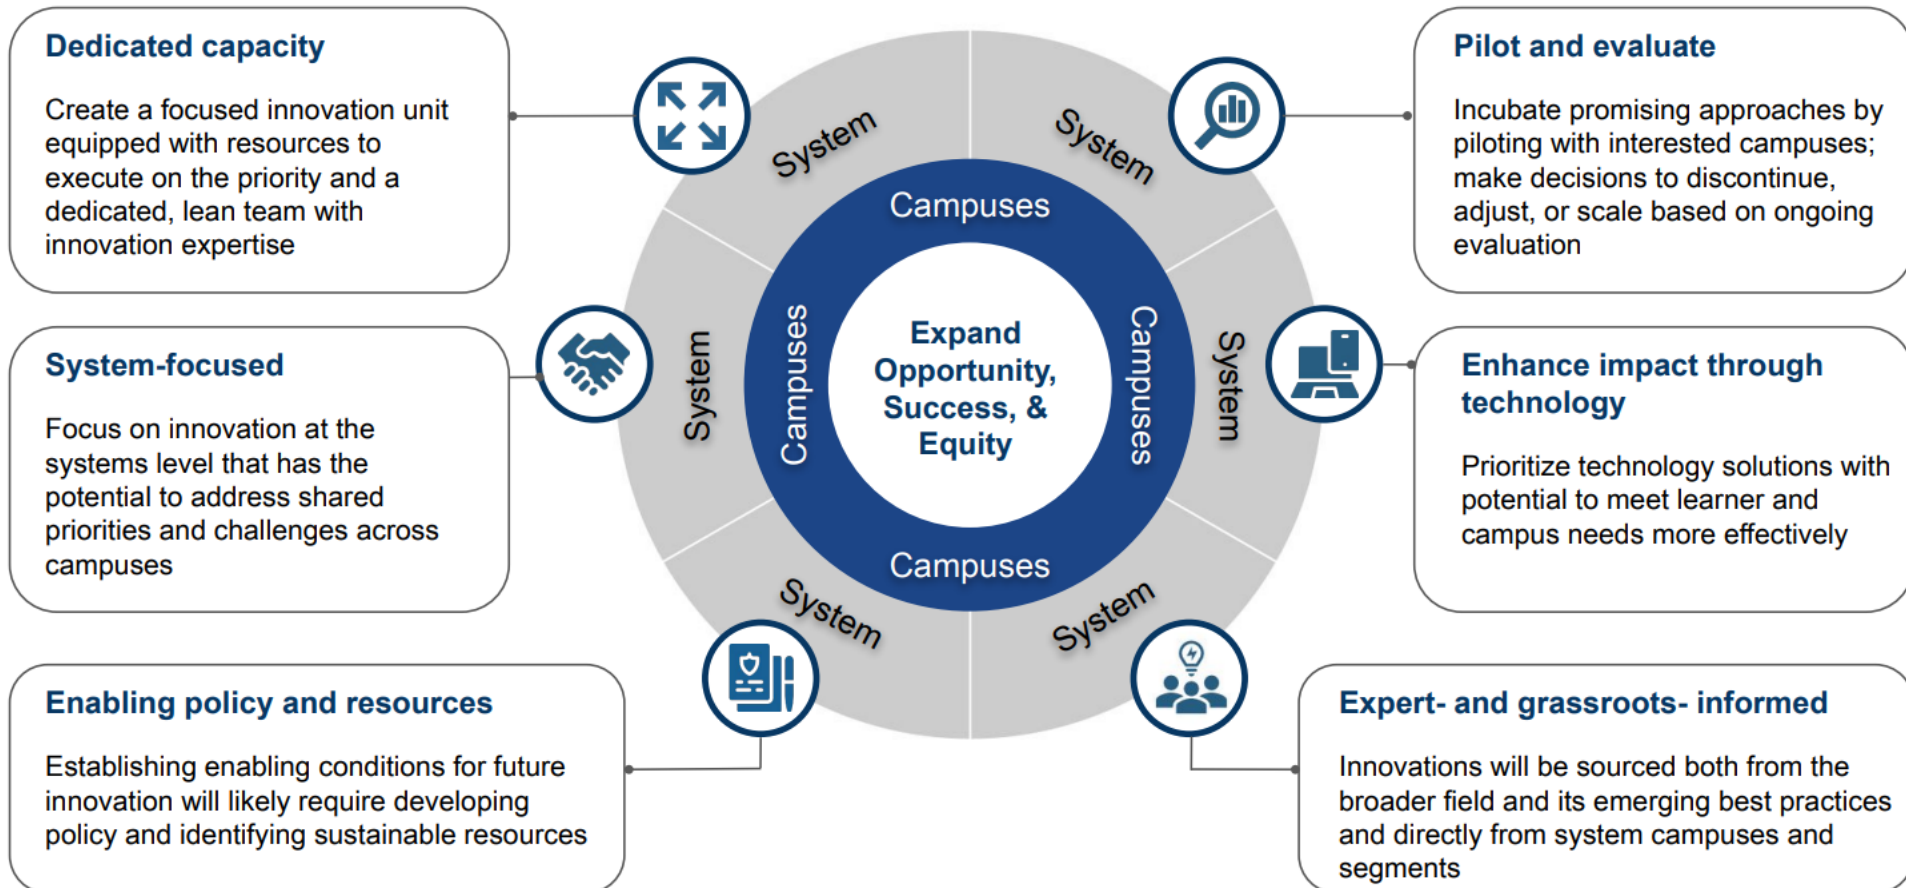 Dedicated capacity
Create a focused innovation unit
equipped with resources to
execute on the priority and a
dedicated, lean team with
innovation expertise
System-focused
Focus on innovation at the
systems level that has the
potential to address shared
priorities and challenges across
campuses
Enabling policy and resources
Establishing enabling conditions for future
innovation will likely require developing
policy and identifying sustainable resources
System
System
System
System
System
System
Campuses
Campuses
Campuses
Campuses
Expand
Opportunity,
Success, &
Equity
Pilot and evaluate
Incubate promising approaches by
piloting with interested campuses;
make decisions to discontinue,
adjust, or scale based on ongoing
evaluation
Enhance impact through
technology
Prioritize technology solutions with
potential to meet learner and
campus needs more effectively
Expert- and grassroots- informed
Innovations will be sourced both from the
broader field and its emerging best practices
and directly from system campuses and
segments